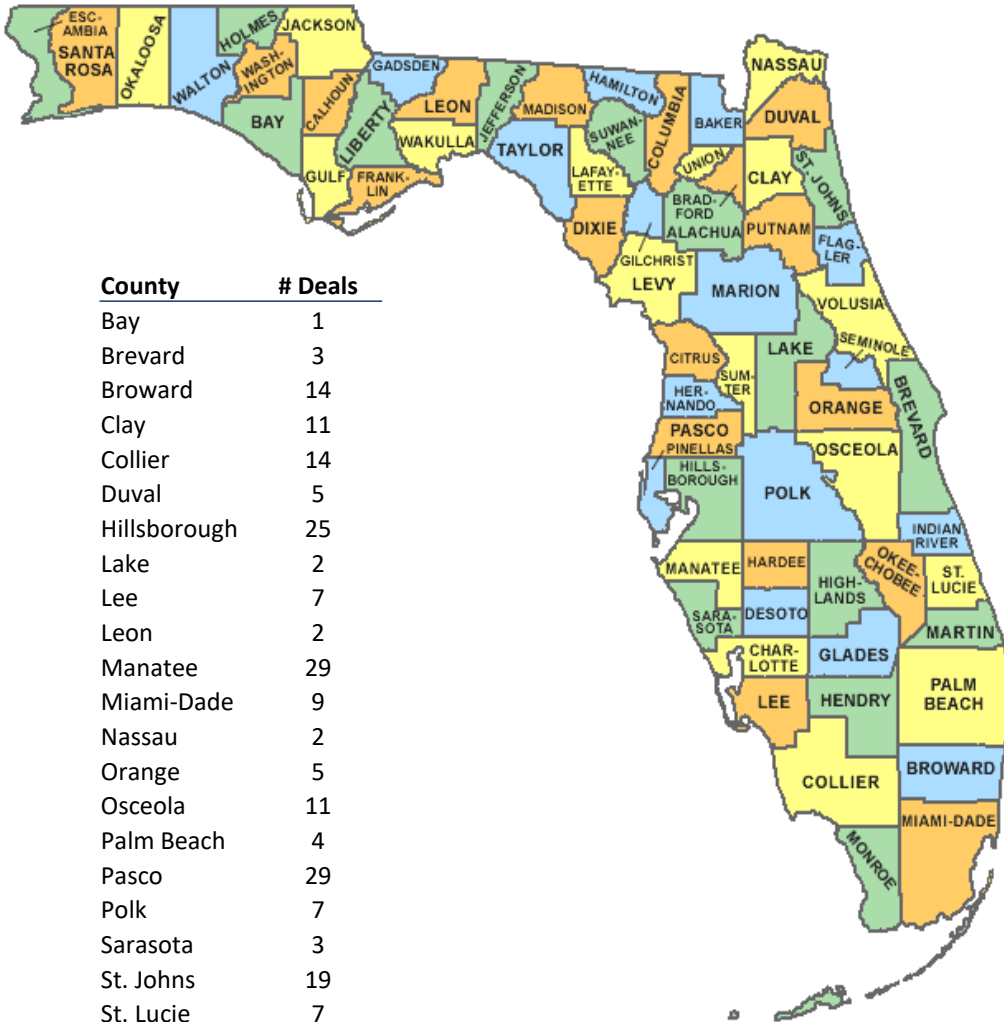 ESC-
AMBIA
SANTA
ROSA
OKALOOSA
WALTON
HOLMES
WASH-
INGTON
JACKSON
BAY
CALHOUN
GULF
LIBERTY
GADSDEN
FRANK-
LIN
LEON
WAKULLA
JEFFERSON
MADISON
TAYLOR
HAMILTON
SUWAN-
NEE
LAFAY-
ETTE
DIXIE
COLUMBIA
BAKER
UNION
BRAD-
FORD
ALACHUA
GILCHRIST
LEVY
NASSAU
DUVAL
CLAY
ST. JOHNS
PUTNAM
FLAG-
LER
MARION
VOLUSIA
CITRUS
SUM-
TER
LAKE
SEMINOLE
HER-
NANDO
ORANGE
BREVARD
PASCO
PINELLAS
HILLS-
BOROUGH
POLK
OSCEOLA
INDIAN
RIVER
MANATEE
HARDEE
HIGH-
LANDS
OKEE-
CHOBEE
ST.
LUCIE
SARA-
SOTA
DESOTO
MARTIN
CHAR-
LOTTE
GLADES
LEE
HENDRY
PALM
BEACH
COLLIER
BROWARD
MIAMI-DADE
MONROE
County # Deals
Bay 1
Brevard 3
Broward 14
Clay 11
Collier 14
Duval 5
Hillsborough 25
Lake 2
Lee 7
Leon 2
Manatee 29
Miami-Dade 9
Nassau 2
Orange 5
Osceola 11
Palm Beach 4
Pasco 29
Polk 7
Sarasota 3
St. Johns 19
St. Lucie 7